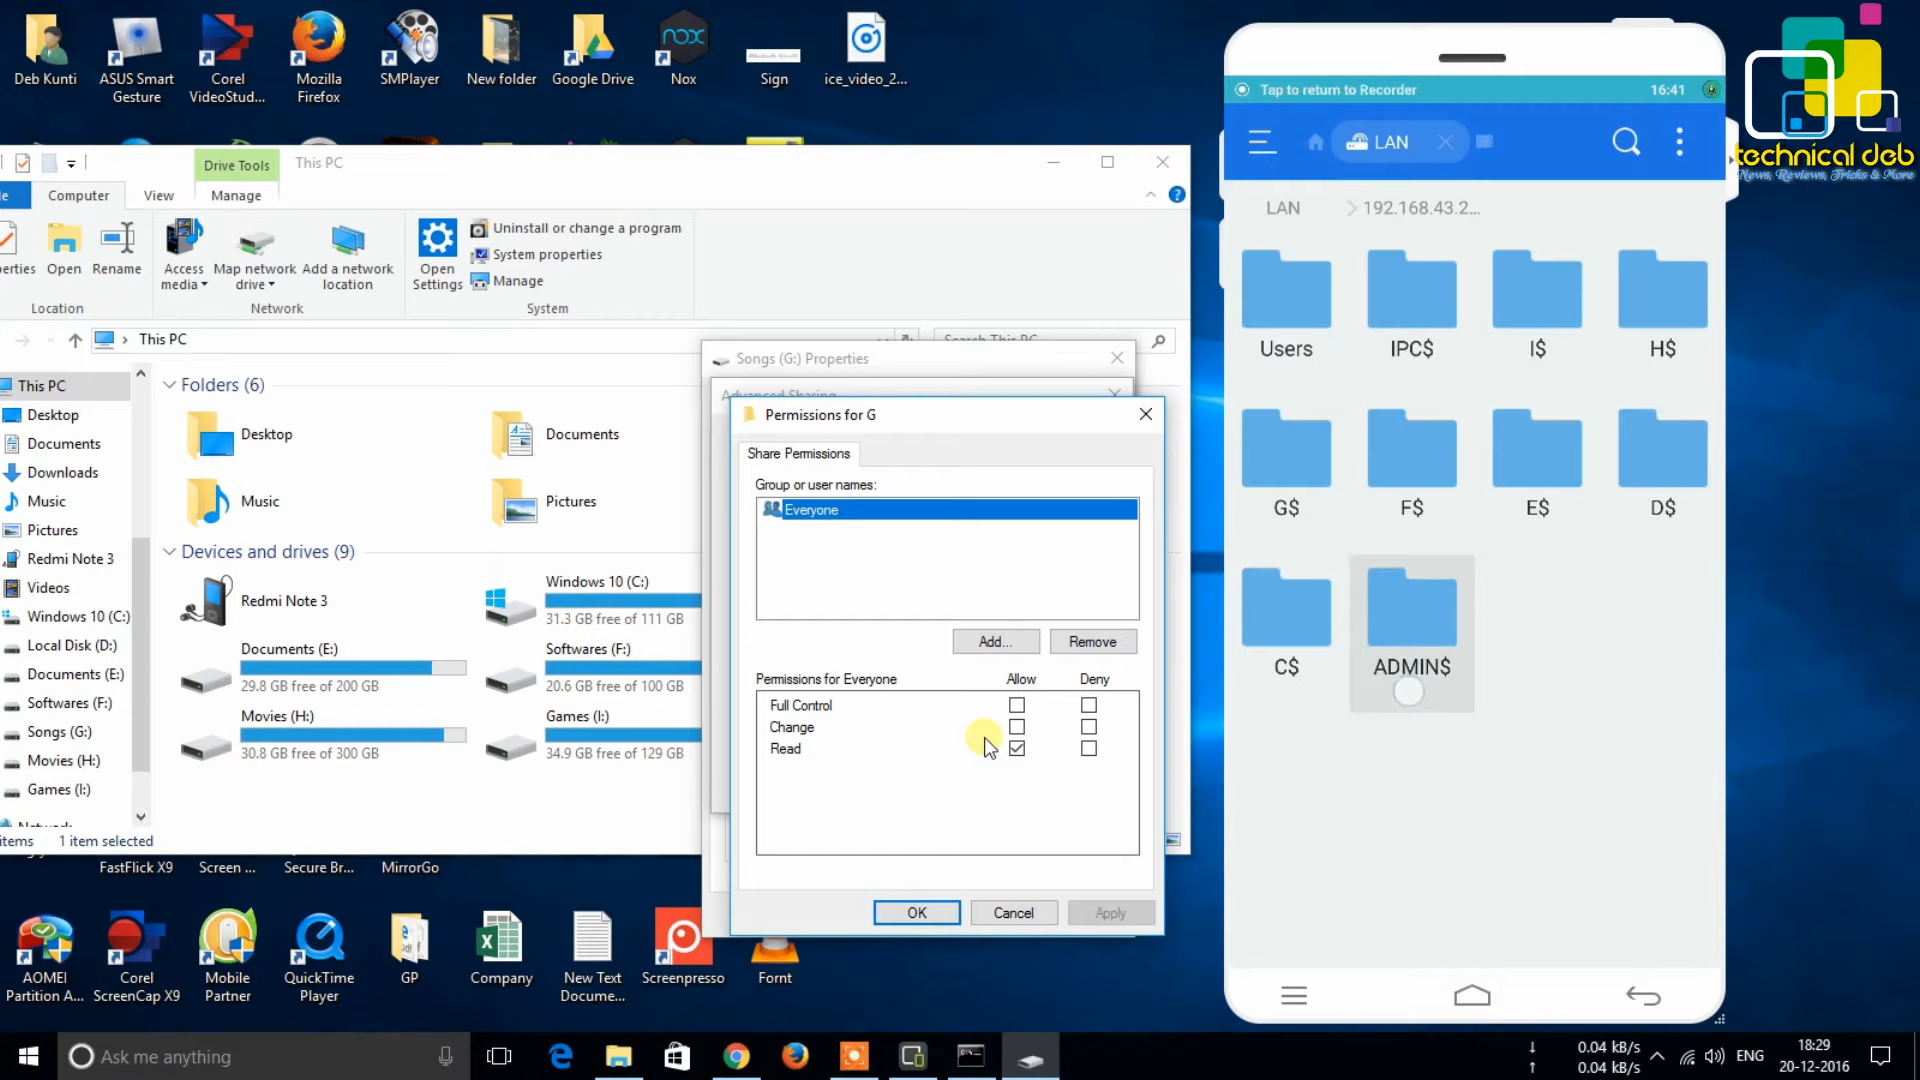 Deb Kunti
ASUS Smart Gesture
Corel VideoStud...
Mozilla Firefox
SMPlayer
New folder
Google Drive
Nox
Sign
ice_video_2...
Drive Tools
This PC
Computer
View
Manage
Open
Rename
Access media
Map network drive
Add a network location
Open Settings
Uninstall or change a program
System properties
Manage
Location
Network
System
This PC
This PC
Desktop
Documents
Downloads
Music
Pictures
Redmi Note 3
Videos
Windows 10 (C:)
Local Disk (D:)
Documents (E:)
Softwares (F:)
Songs (G:)
Movies (H:)
Games (I:)
Folders (6)
Desktop
Documents
Music
Pictures
Devices and drives (9)
Redmi Note 3
Windows 10 (C:)
31.3 GB free of 111 GB
Documents (E:)
29.8 GB free of 200 GB
Softwares (F:)
20.6 GB free of 100 GB
Movies (H:)
30.8 GB free of 300 GB
Games (I:)
34.9 GB free of 129 GB
1 item selected
Songs (G:) Properties
Permissions for G
Share Permissions
Group or user names:
Everyone
Add...
Remove
Permissions for Everyone
Allow
Deny
Full Control
Change
Read
OK
Cancel
Apply
FastFlick X9
Screen ...
Secure Br...
MirrorGo
AOMEI Partition A...
Corel ScreenCap X9
Mobile Partner
QuickTime Player
GP
Company
New Text Docume...
Screenpresso
Fornt
Ask me anything
0.04 kB/s
0.04 kB/s
ENG
18:29
20-12-2016
Tap to return to Recorder
16:41
LAN
LAN
192.168.43.2...
Users
IPC$
I$
H$
G$
F$
E$
D$
C$
ADMIN$
technical deb
News, Reviews, Tricks & More